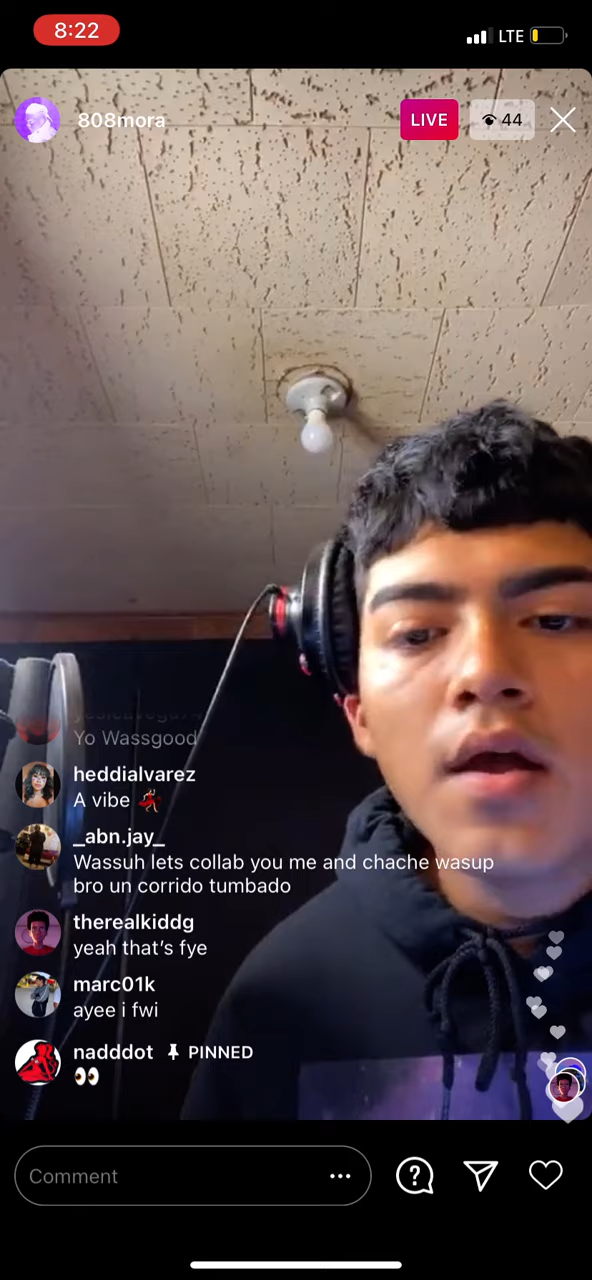 8:22
LTE
808mora
LIVE
44
Yo Wassgood
heddialvarez
A vibe 💃
_abn.jay_
Wassuh lets collab you me and chache wasup
bro un corrido tumbado
therealkiddg
yeah that’s fye
marc01k
ayee i fwi
nadddot PINNED
👀
Comment